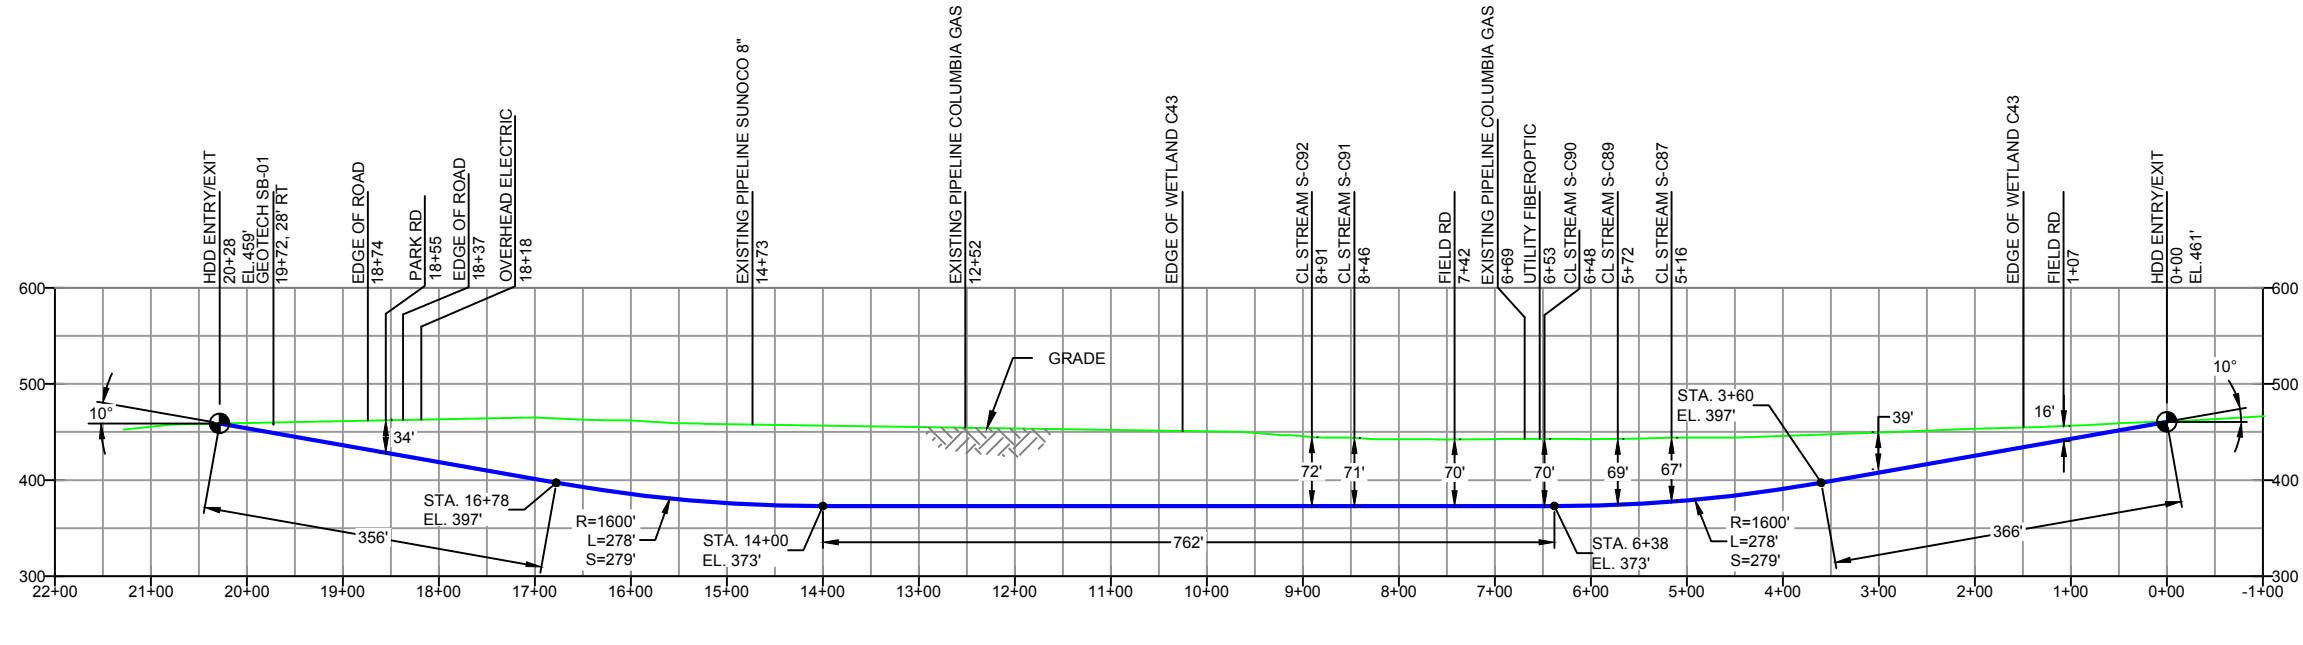 HDD ENTRY/EXIT
20+28
EL.459'
GEOTECH SB-01
19+72, 28' RT
EDGE OF ROAD
18+74
PARK RD
18+55
EDGE OF ROAD
18+37
OVERHEAD ELECTRIC
18+18
EXISTING PIPELINE SUNOCO 8"
14+73
EXISTING PIPELINE COLUMBIA GAS
12+52
EDGE OF WETLAND C43
CL STREAM S-C92
8+91
CL STREAM S-C91
8+46
FIELD RD
7+42
EXISTING PIPELINE COLUMBIA GAS
6+69
UTILITY FIBEROPTIC
6+53
CL STREAM S-C90
6+48
CL STREAM S-C89
5+72
CL STREAM S-C87
5+16
EDGE OF WETLAND C43
FIELD RD
1+07
HDD ENTRY/EXIT
0+00
EL.461'
600
600
500
500
400
400
300
300
GRADE
10°
10°
34'
72'
71'
70'
70'
69'
67'
39'
16'
STA. 3+60
EL. 397'
STA. 16+78
EL. 397'
R=1600'
L=278'
S=279'
STA. 14+00
EL. 373'
STA. 6+38
EL. 373'
R=1600'
L=278'
S=279'
356'
762'
366'
22+00
21+00
20+00
19+00
18+00
17+00
16+00
15+00
14+00
13+00
12+00
11+00
10+00
9+00
8+00
7+00
6+00
5+00
4+00
3+00
2+00
1+00
0+00
-1+00